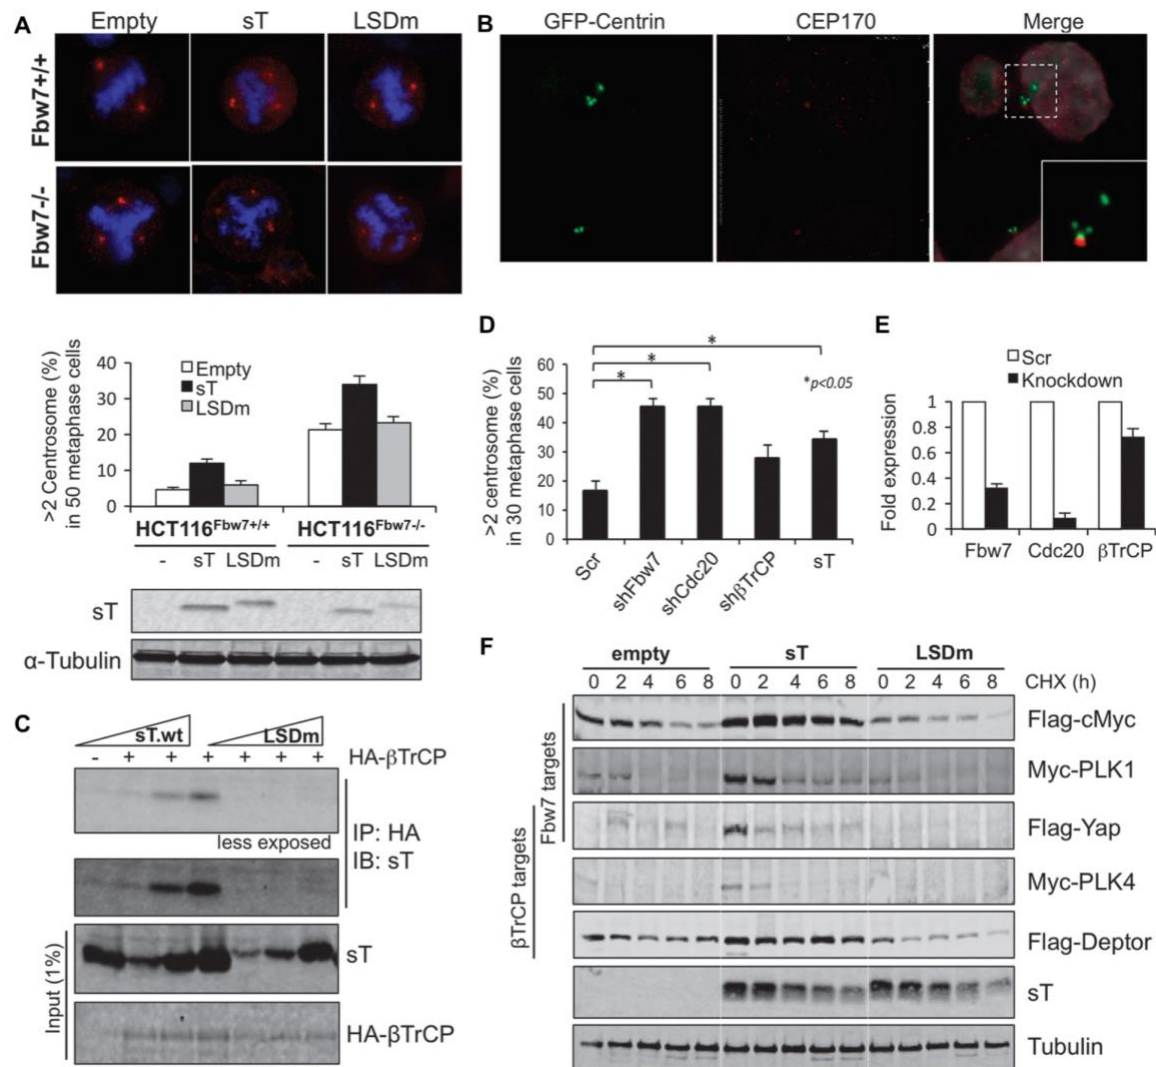 A
Empty sT LSDm
Fbw7+/+
Fbw7-/-
>2 Centrosome (%)
in 50 metaphase cells
40
30
20
10
0
Empty
sT
LSDm
HCT116Fbw7+/+ HCT116Fbw7-/-
- sT LSDm - sT LSDm
sT
α-Tubulin
B
GFP-Centrin CEP170 Merge
C
sT.wt LSDm
- + + + + + + HA-βTrCP
less exposed
IP: HA
IB: sT
Input (1%)
sT
HA-βTrCP
D
>2 centrosome (%)
in 30 metaphase cells
60
50
40
30
20
10
0
* * *
*p<0.05
Scr shFbw7 shCdc20 shβTrCP sT
E
Scr
Knockdown
Fold expression
1
0.8
0.6
0.4
0.2
0
Fbw7 Cdc20 βTrCP
F
empty sT LSDm
0 2 4 6 8 0 2 4 6 8 0 2 4 6 8 CHX (h)
Fbw7 targets
βTrCP targets
Flag-cMyc
Myc-PLK1
Flag-Yap
Myc-PLK4
Flag-Deptor
sT
Tubulin